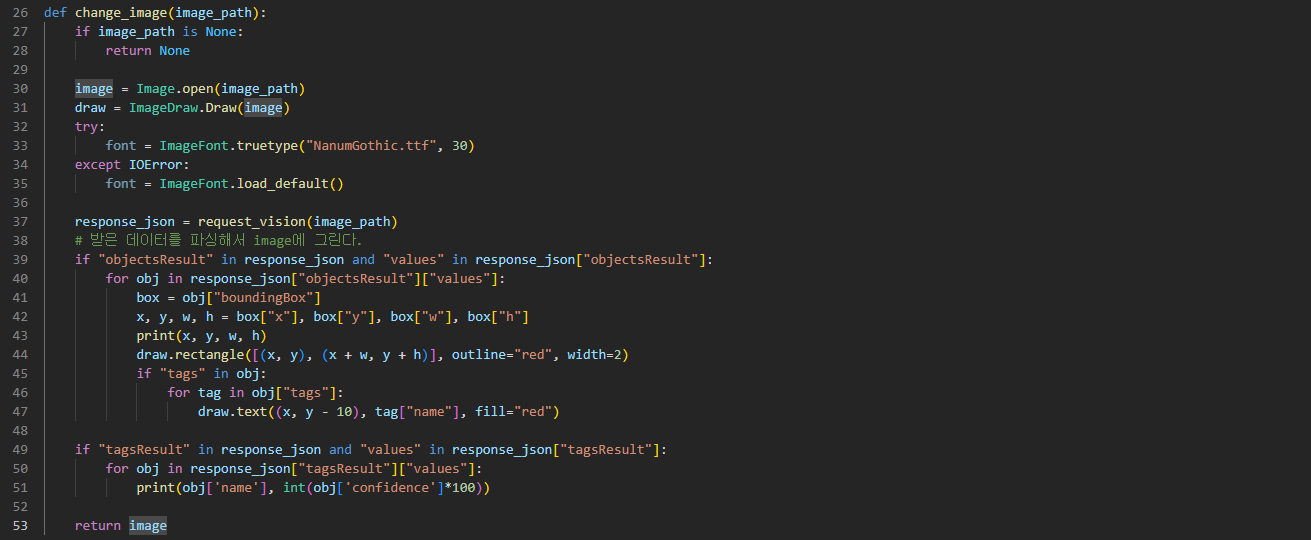 26 def change_image(image_path):
27     if image_path is None:
28         return None
29
30     image = Image.open(image_path)
31     draw = ImageDraw.Draw(image)
32     try:
33         font = ImageFont.truetype("NanumGothic.ttf", 30)
34     except IOError:
35         font = ImageFont.load_default()
36
37     response_json = request_vision(image_path)
38     # 받은 데이터를 파싱해서 image에 그린다.
39     if "objectsResult" in response_json and "values" in response_json["objectsResult"]:
40         for obj in response_json["objectsResult"]["values"]:
41             box = obj["boundingBox"]
42             x, y, w, h = box["x"], box["y"], box["w"], box["h"]
43             print(x, y, w, h)
44             draw.rectangle([(x, y), (x + w, y + h)], outline="red", width=2)
45             if "tags" in obj:
46                 for tag in obj["tags"]:
47                     draw.text((x, y - 10), tag["name"], fill="red")
48
49     if "tagsResult" in response_json and "values" in response_json["tagsResult"]:
50         for obj in response_json["tagsResult"]["values"]:
51             print(obj['name'], int(obj['confidence']*100))
52
53     return image